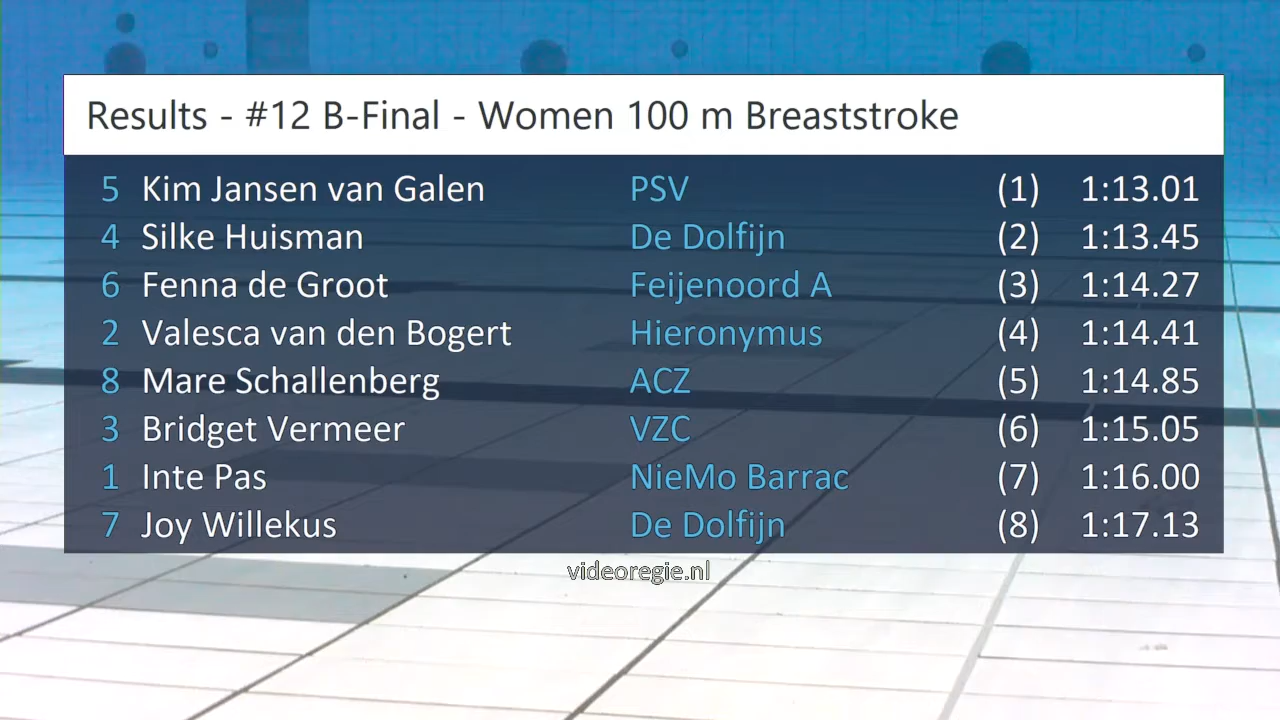 Results - #12 B-Final - Women 100 m Breaststroke
5 Kim Jansen van Galen PSV (1) 1:13.01
4 Silke Huisman De Dolfijn (2) 1:13.45
6 Fenna de Groot Feijenoord A (3) 1:14.27
2 Valesca van den Bogert Hieronymus (4) 1:14.41
8 Mare Schallenberg ACZ (5) 1:14.85
3 Bridget Vermeer VZC (6) 1:15.05
1 Inte Pas NieMo Barrac (7) 1:16.00
7 Joy Willekus De Dolfijn (8) 1:17.13
videoregie.nl